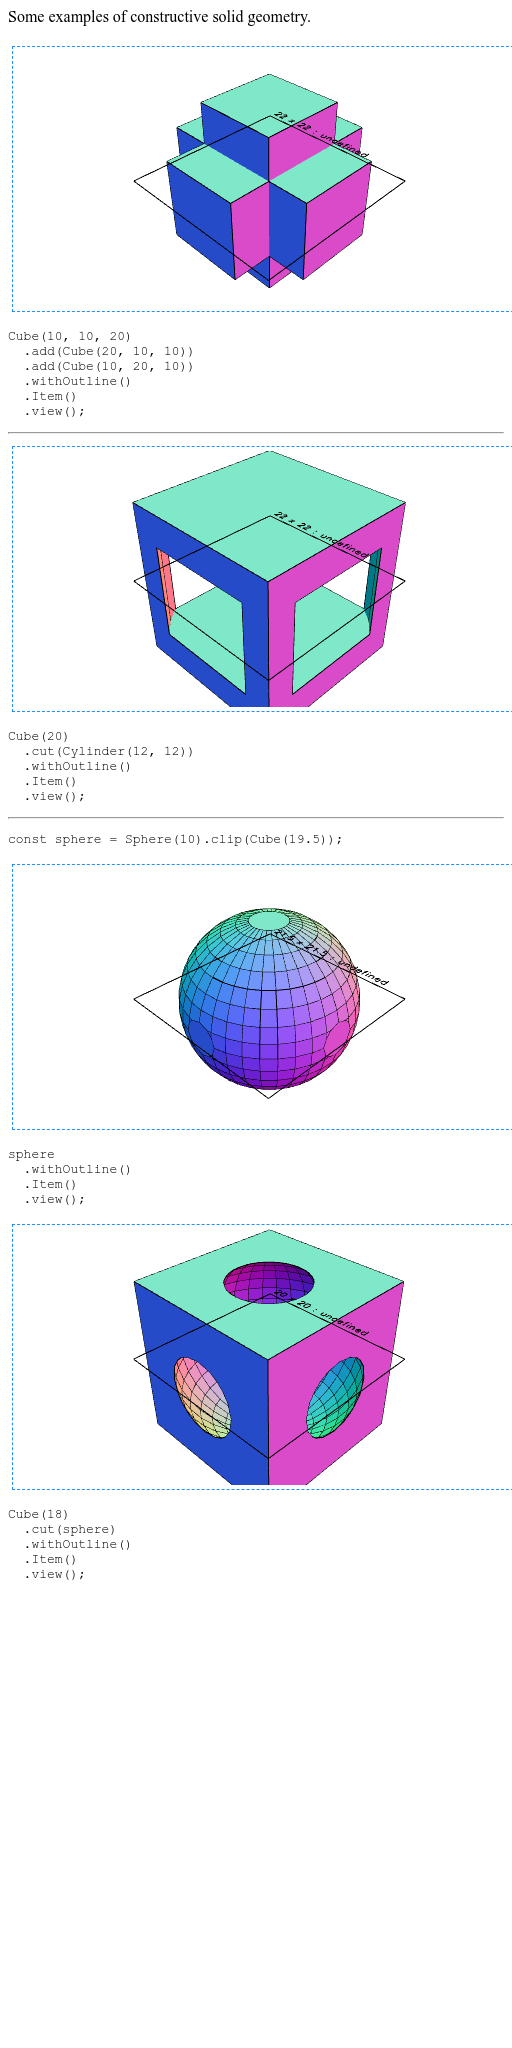 Some examples of constructive solid geometry.
22 x 22 : undefined
Cube(10, 10, 20)
  .add(Cube(20, 10, 10))
  .add(Cube(10, 20, 10))
  .withOutline()
  .Item()
  .view();
22 x 22 : undefined
Cube(20)
  .cut(Cylinder(12, 12))
  .withOutline()
  .Item()
  .view();
const sphere = Sphere(10).clip(Cube(19.5));
21.5 x 21.5 : undefined
sphere
  .withOutline()
  .Item()
  .view();
20 x 20 : undefined
Cube(18)
  .cut(sphere)
  .withOutline()
  .Item()
  .view();